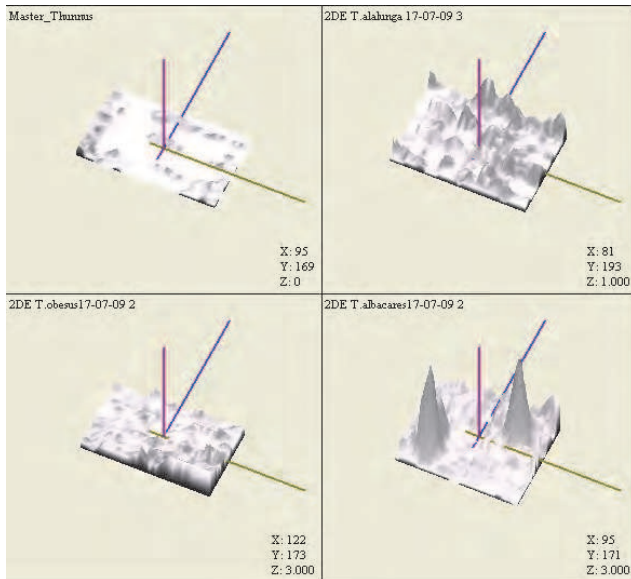 Master_Thunnus
X: 95
Y: 169
Z: 0
2DE T.alalunga 17-07-09 3
X: 81
Y: 193
Z: 1.000
2DE T.obesus17-07-09 2
X: 122
Y: 173
Z: 3.000
2DE T.albacares17-07-09 2
X: 95
Y: 171
Z: 3.000